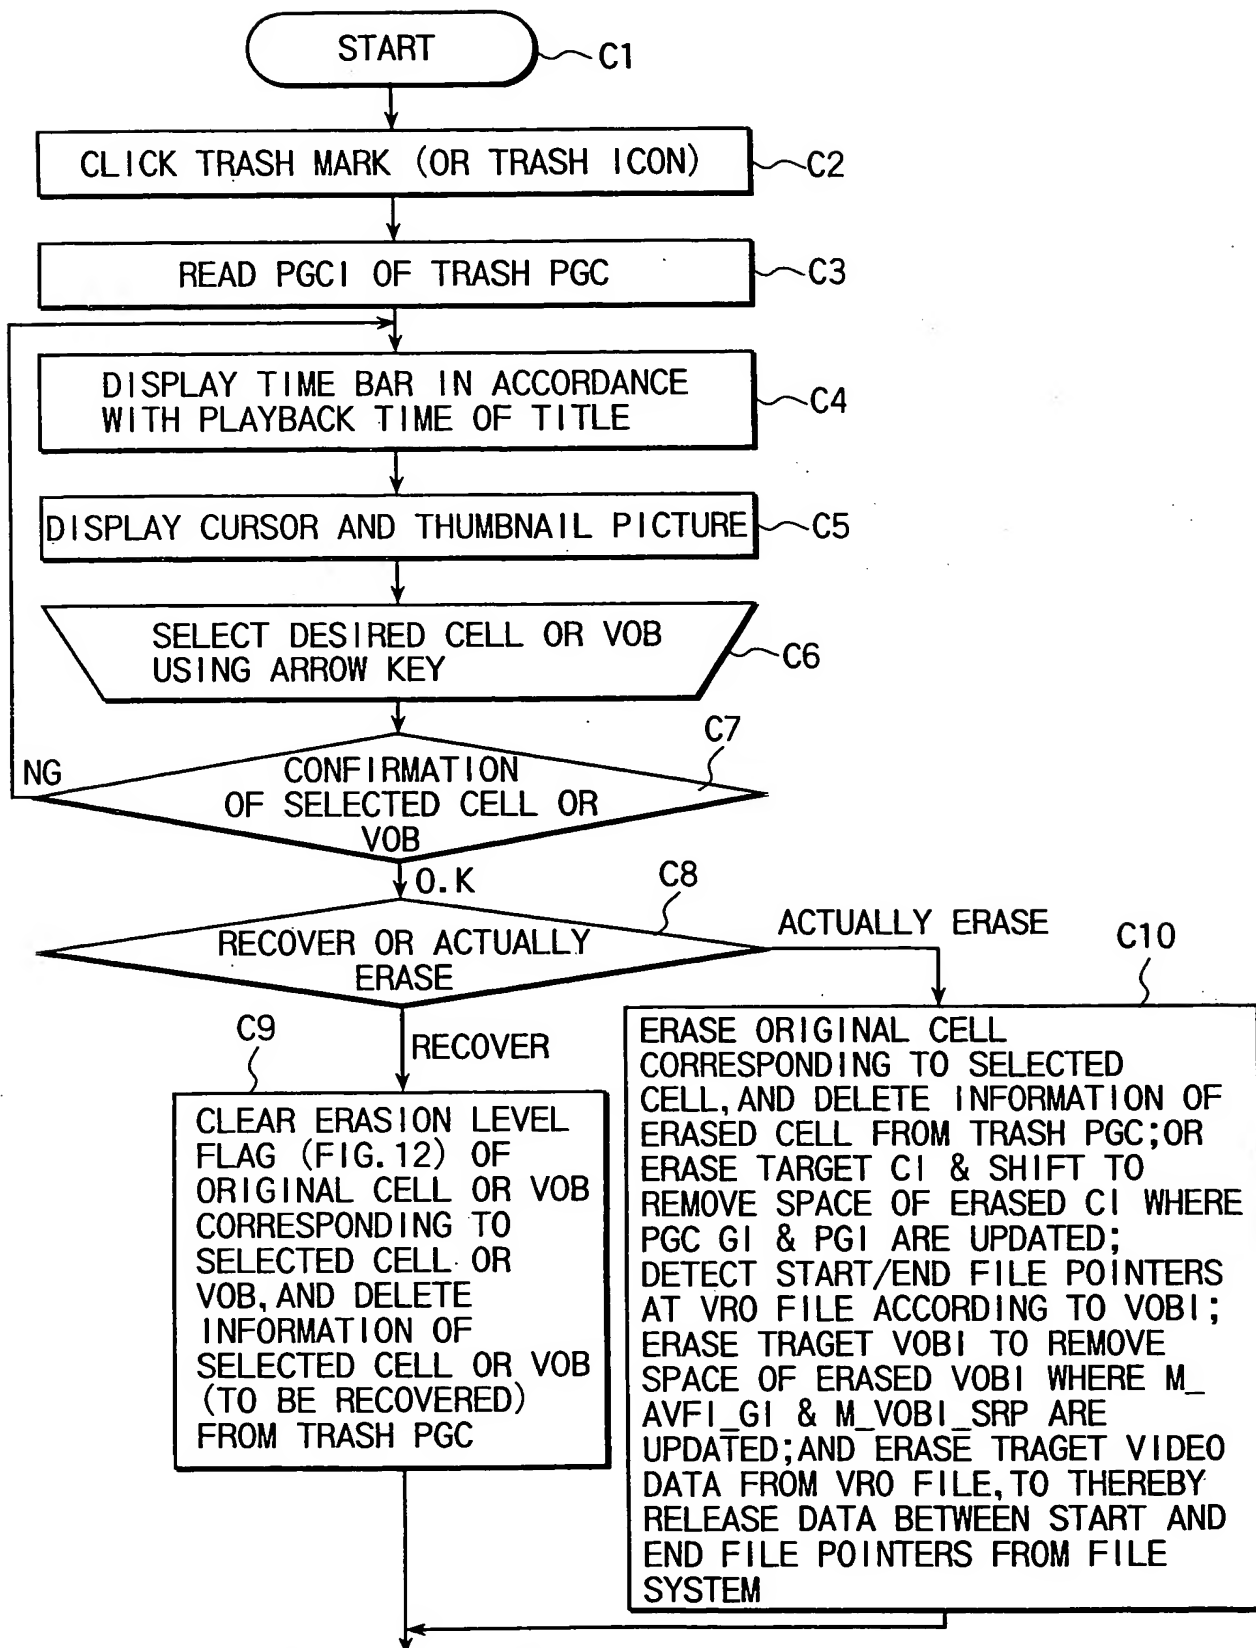 START
C1
CLICK TRASH MARK (OR TRASH ICON)
C2
READ PGCI OF TRASH PGC
C3
DISPLAY TIME BAR IN ACCORDANCE
WITH PLAYBACK TIME OF TITLE
C4
DISPLAY CURSOR AND THUMBNAIL PICTURE
C5
SELECT DESIRED CELL OR VOB
USING ARROW KEY
C6
C7
NG
CONFIRMATION
OF SELECTED CELL OR
VOB
O.K
C8
RECOVER OR ACTUALLY
ERASE
ACTUALLY ERASE
C10
C9
RECOVER
CLEAR ERASION LEVEL
FLAG (FIG.12) OF
ORIGINAL CELL OR VOB
CORRESPONDING TO
SELECTED CELL OR
VOB,AND DELETE
INFORMATION OF
SELECTED CELL OR VOB
(TO BE RECOVERED)
FROM TRASH PGC
ERASE ORIGINAL CELL
CORRESPONDING TO SELECTED
CELL,AND DELETE INFORMATION OF
ERASED CELL FROM TRASH PGC;OR
ERASE TARGET CI & SHIFT TO
REMOVE SPACE OF ERASED CI WHERE
PGC GI & PGI ARE UPDATED;
DETECT START/END FILE POINTERS
AT VRO FILE ACCORDING TO VOBI;
ERASE TRAGET VOBI TO REMOVE
SPACE OF ERASED VOBI WHERE M_
AVFI_GI & M_VOBI_SRP ARE
UPDATED;AND ERASE TRAGET VIDEO
DATA FROM VRO FILE,TO THEREBY
RELEASE DATA BETWEEN START AND
END FILE POINTERS FROM FILE
SYSTEM